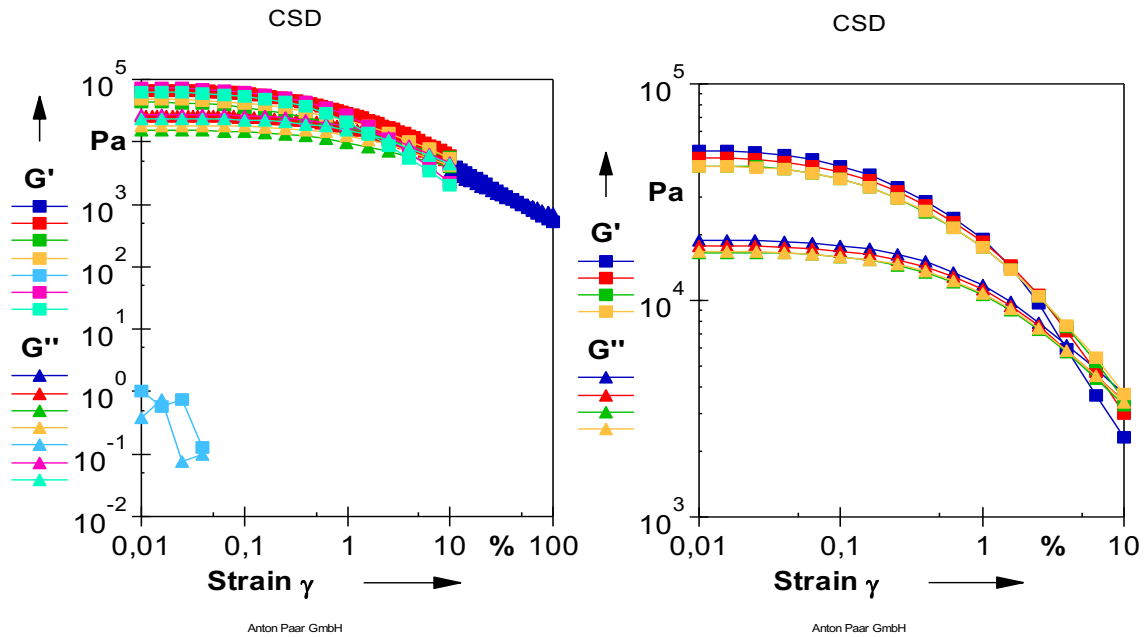 CSD
10^5
Pa
G'
10^3
10^2
10^1
G''
10^0
10^-1
10^-2
0,01 0,1 1 10 % 100
Strain γ
Anton Paar GmbH
CSD
10^5
Pa
G'
10^4
G''
10^3
0,01 0,1 1 % 10
Strain γ
Anton Paar GmbH